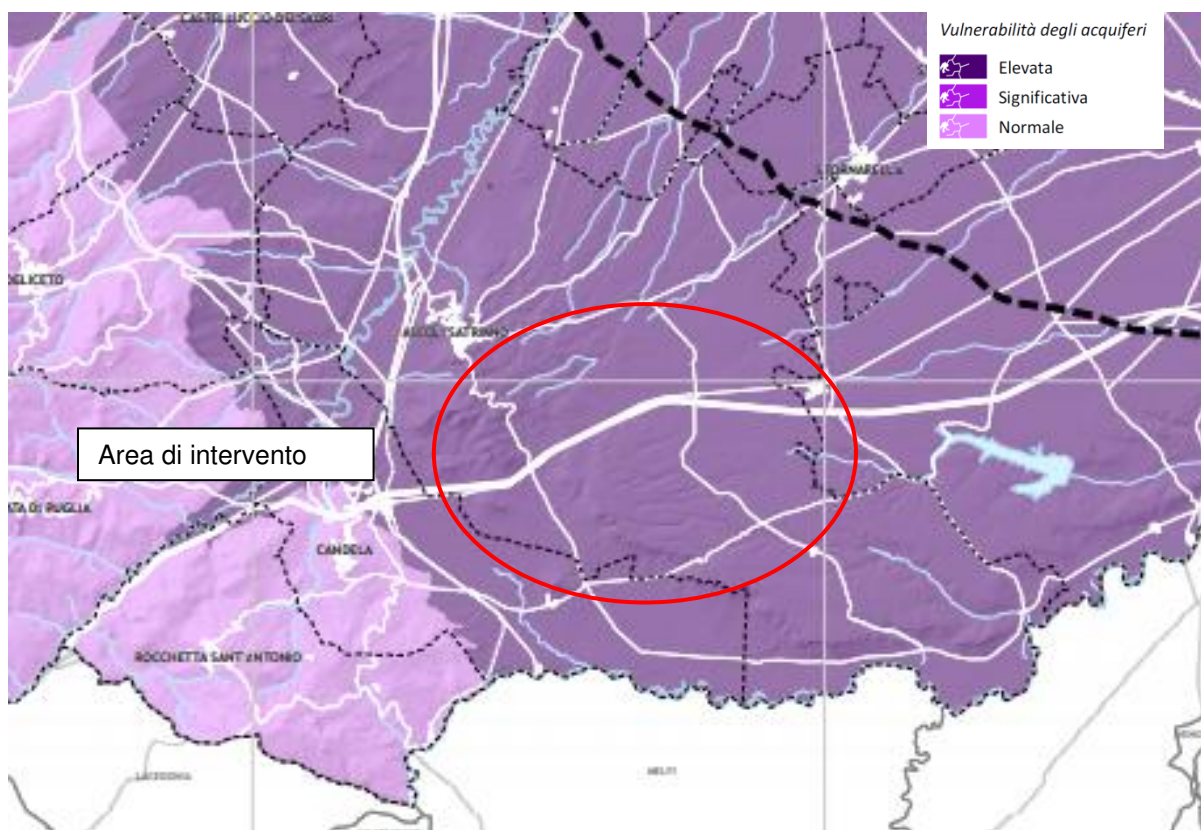 CASTELLUCCIO DEI SAURI
Vulnerabilità degli acquiferi
Elevata
Significativa
Normale
STORNARELLA
DELICETO
ASCOLI SATRIANO
Area di intervento
CANDELA
ROCCHETTA SANT'ANTONIO
LACEDONIA
MELFI